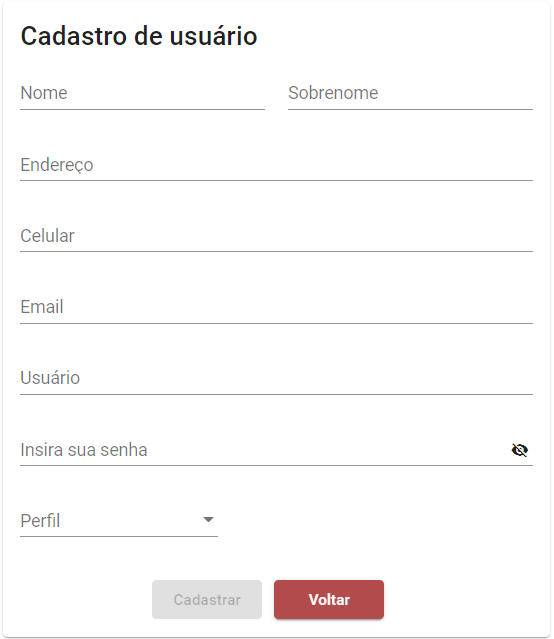 Cadastro de usuário
Nome Sobrenome
Endereço
Celular
Email
Usuário
Insira sua senha
Perfil
Cadastrar Voltar